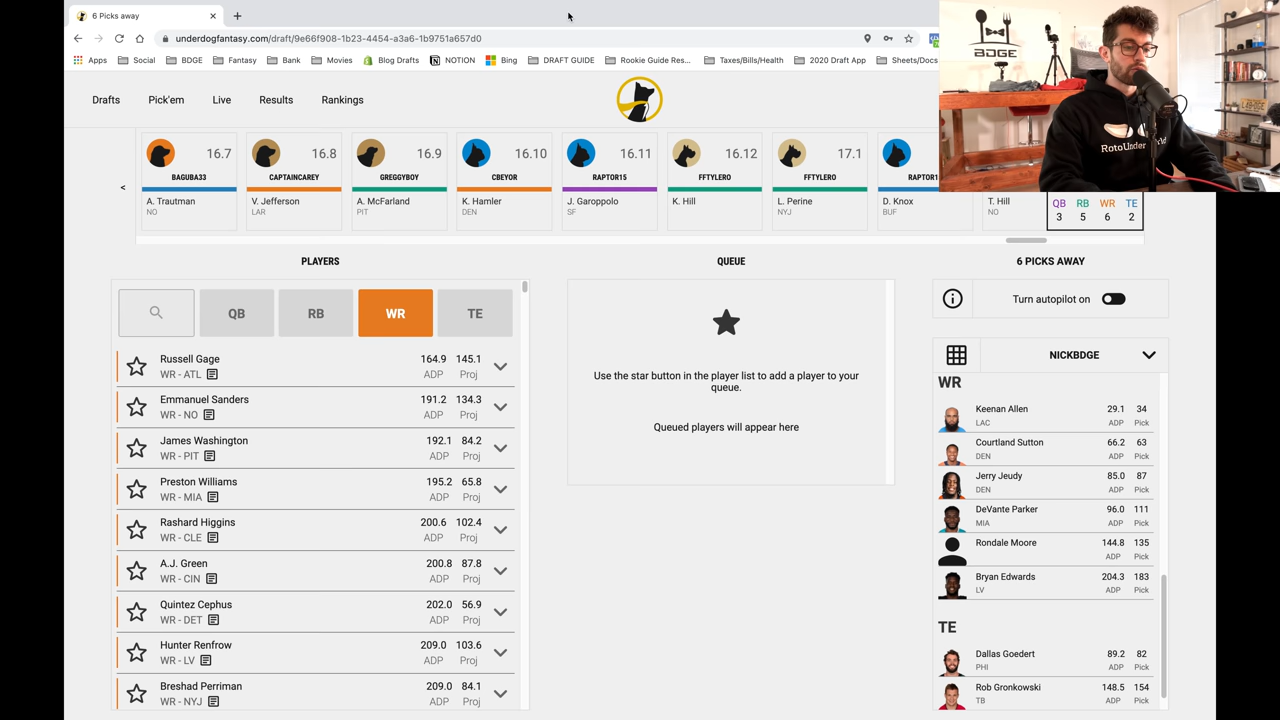 6 Picks away
underdogfantasy.com/draft/9e66f908-1b23-4454-a3a6-1b9751a657d0
Apps Social BDGE Fantasy Banks Movies Blog Drafts NOTION Bing DRAFT GUIDE Rookie Guide Res... Taxes/Bills/Health 2020 Draft App Sheets/Docs
BDGE
RotoUnder
Drafts Pick'em Live Results Rankings
16.7 16.8 16.9 16.10 16.11 16.12 17.1
BAGUBA33 CAPTAINCAREY GREGGYBOY CBEYOR RAPTOR15 FFTYLERO FFTYLERO RAPTOR1
A. Trautman V. Jefferson A. McFarland K. Hamler J. Garoppolo K. Hill L. Perine D. Knox T. Hill
NO LAR PIT DEN SF NYJ BUF NO
QB RB WR TE
3 5 6 2
PLAYERS
QUEUE
6 PICKS AWAY
QB RB WR TE
Turn autopilot on
NICKBDGE
Russell Gage 164.9 145.1
WR - ATL ADP Proj
Emmanuel Sanders 191.2 134.3
WR - NO ADP Proj
James Washington 192.1 84.2
WR - PIT ADP Proj
Preston Williams 195.2 65.8
WR - MIA ADP Proj
Rashard Higgins 200.6 102.4
WR - CLE ADP Proj
A.J. Green 200.8 87.8
WR - CIN ADP Proj
Quintez Cephus 202.0 56.9
WR - DET ADP Proj
Hunter Renfrow 209.0 103.6
WR - LV ADP Proj
Breshad Perriman 209.0 84.1
WR - NYJ ADP Proj
Use the star button in the player list to add a player to your
queue.
Queued players will appear here
WR
Keenan Allen 29.1 34
LAC ADP Pick
Courtland Sutton 66.2 63
DEN ADP Pick
Jerry Jeudy 85.0 87
DEN ADP Pick
DeVante Parker 96.0 111
MIA ADP Pick
Rondale Moore 144.8 135
ADP Pick
Bryan Edwards 204.3 183
LV ADP Pick
TE
Dallas Goedert 89.2 82
PHI ADP Pick
Rob Gronkowski 148.5 154
TB ADP Pick